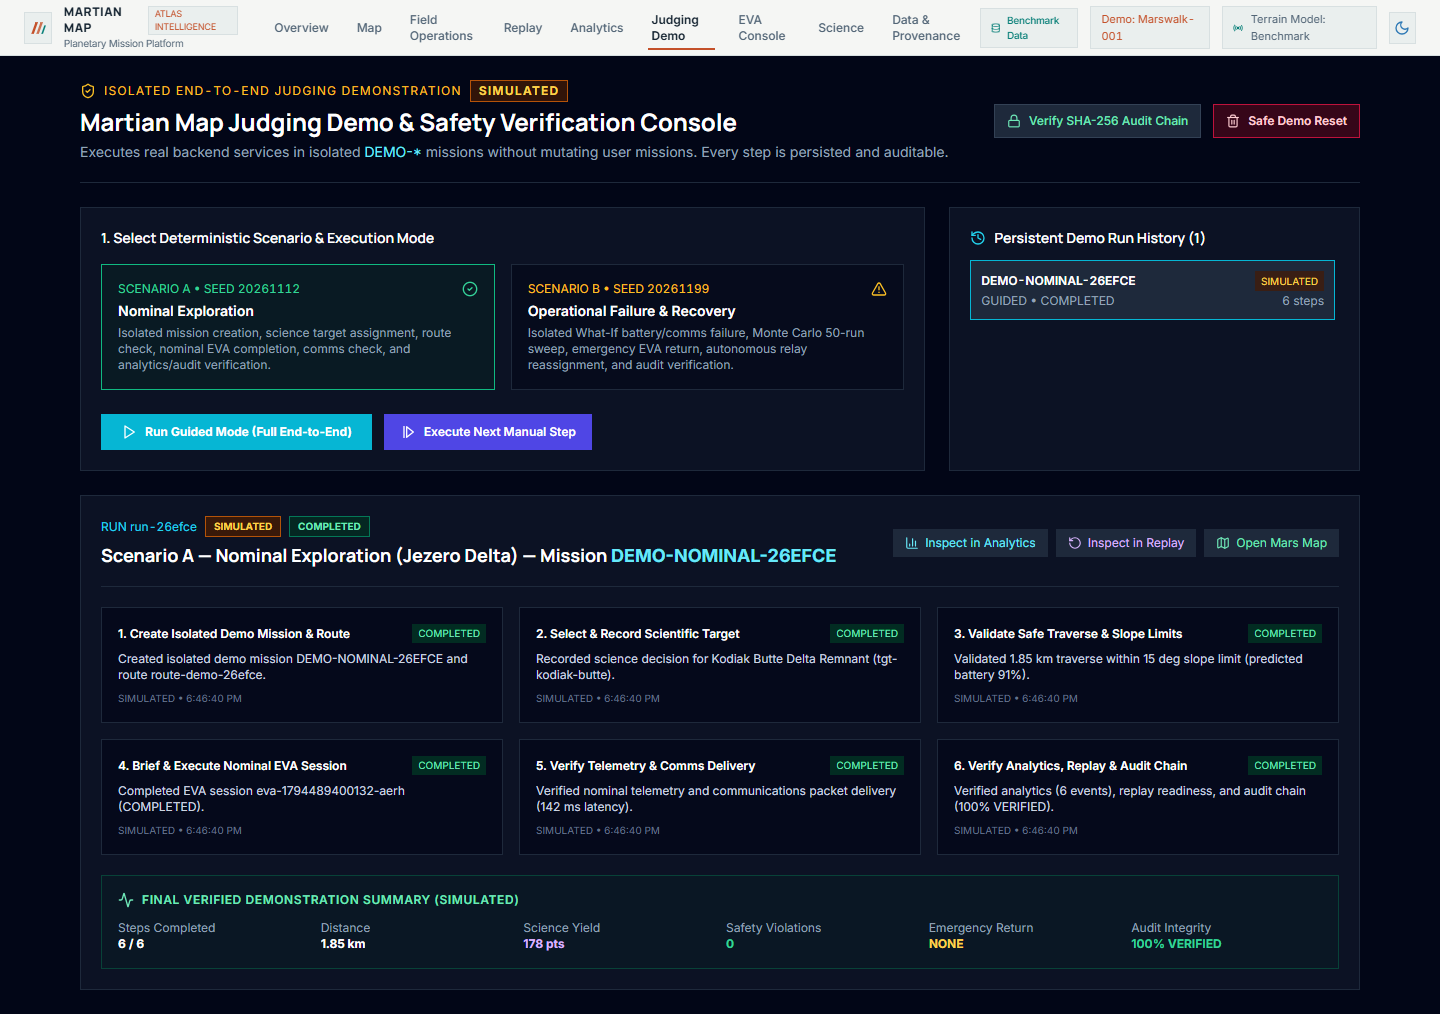 MARTIAN MAP
Planetary Mission Platform
ATLAS INTELLIGENCE
Overview
Map
Field Operations
Replay
Analytics
Judging Demo
EVA Console
Science
Data & Provenance
Benchmark Data
Demo: Marswalk-001
Terrain Model: Benchmark
ISOLATED END-TO-END JUDGING DEMONSTRATION SIMULATED
Martian Map Judging Demo & Safety Verification Console
Executes real backend services in isolated DEMO-* missions without mutating user missions. Every step is persisted and auditable.
Verify SHA-256 Audit Chain
Safe Demo Reset
1. Select Deterministic Scenario & Execution Mode
SCENARIO A • SEED 20261112
Nominal Exploration
Isolated mission creation, science target assignment, route
check, nominal EVA completion, comms check, and
analytics/audit verification.
SCENARIO B • SEED 20261199
Operational Failure & Recovery
Isolated What-If battery/comms failure, Monte Carlo 50-run
sweep, emergency EVA return, autonomous relay
reassignment, and audit verification.
Run Guided Mode (Full End-to-End)
Execute Next Manual Step
Persistent Demo Run History (1)
DEMO-NOMINAL-26EFCE SIMULATED
GUIDED • COMPLETED 6 steps
RUN run-26efce SIMULATED COMPLETED
Scenario A — Nominal Exploration (Jezero Delta) — Mission DEMO-NOMINAL-26EFCE
Inspect in Analytics
Inspect in Replay
Open Mars Map
1. Create Isolated Demo Mission & Route COMPLETED
Created isolated demo mission DEMO-NOMINAL-26EFCE and
route route-demo-26efce.
SIMULATED • 6:46:40 PM
2. Select & Record Scientific Target COMPLETED
Recorded science decision for Kodiak Butte Delta Remnant (tgt-
kodiak-butte).
SIMULATED • 6:46:40 PM
3. Validate Safe Traverse & Slope Limits COMPLETED
Validated 1.85 km traverse within 15 deg slope limit (predicted
battery 91%).
SIMULATED • 6:46:40 PM
4. Brief & Execute Nominal EVA Session COMPLETED
Completed EVA session eva-1794489400132-aerh
(COMPLETED).
SIMULATED • 6:46:40 PM
5. Verify Telemetry & Comms Delivery COMPLETED
Verified nominal telemetry and communications packet delivery
(142 ms latency).
SIMULATED • 6:46:40 PM
6. Verify Analytics, Replay & Audit Chain COMPLETED
Verified analytics (6 events), replay readiness, and audit chain
(100% VERIFIED).
SIMULATED • 6:46:40 PM
FINAL VERIFIED DEMONSTRATION SUMMARY (SIMULATED)
Steps Completed
6 / 6
Distance
1.85 km
Science Yield
178 pts
Safety Violations
0
Emergency Return
NONE
Audit Integrity
100% VERIFIED